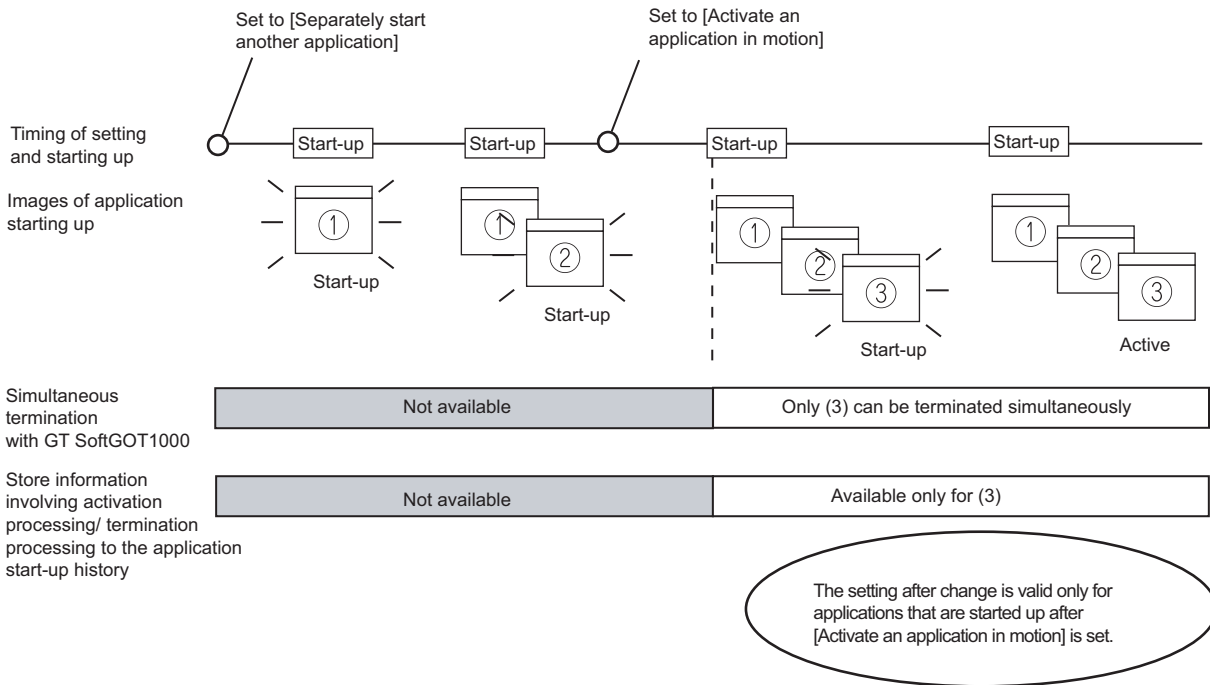 Set to [Separately start
another application]
Set to [Activate an
application in motion]
Timing of setting
and starting up
Start-up
Start-up
Start-up
Start-up
Images of application
starting up
①
Start-up
①
②
Start-up
①
②
③
Start-up
①
②
③
Active
Simultaneous
termination
with GT SoftGOT1000
Not available
Only (3) can be terminated simultaneously
Store information
involving activation
processing/ termination
processing to the application
start-up history
Not available
Available only for (3)
The setting after change is valid only for
applications that are started up after
[Activate an application in motion] is set.